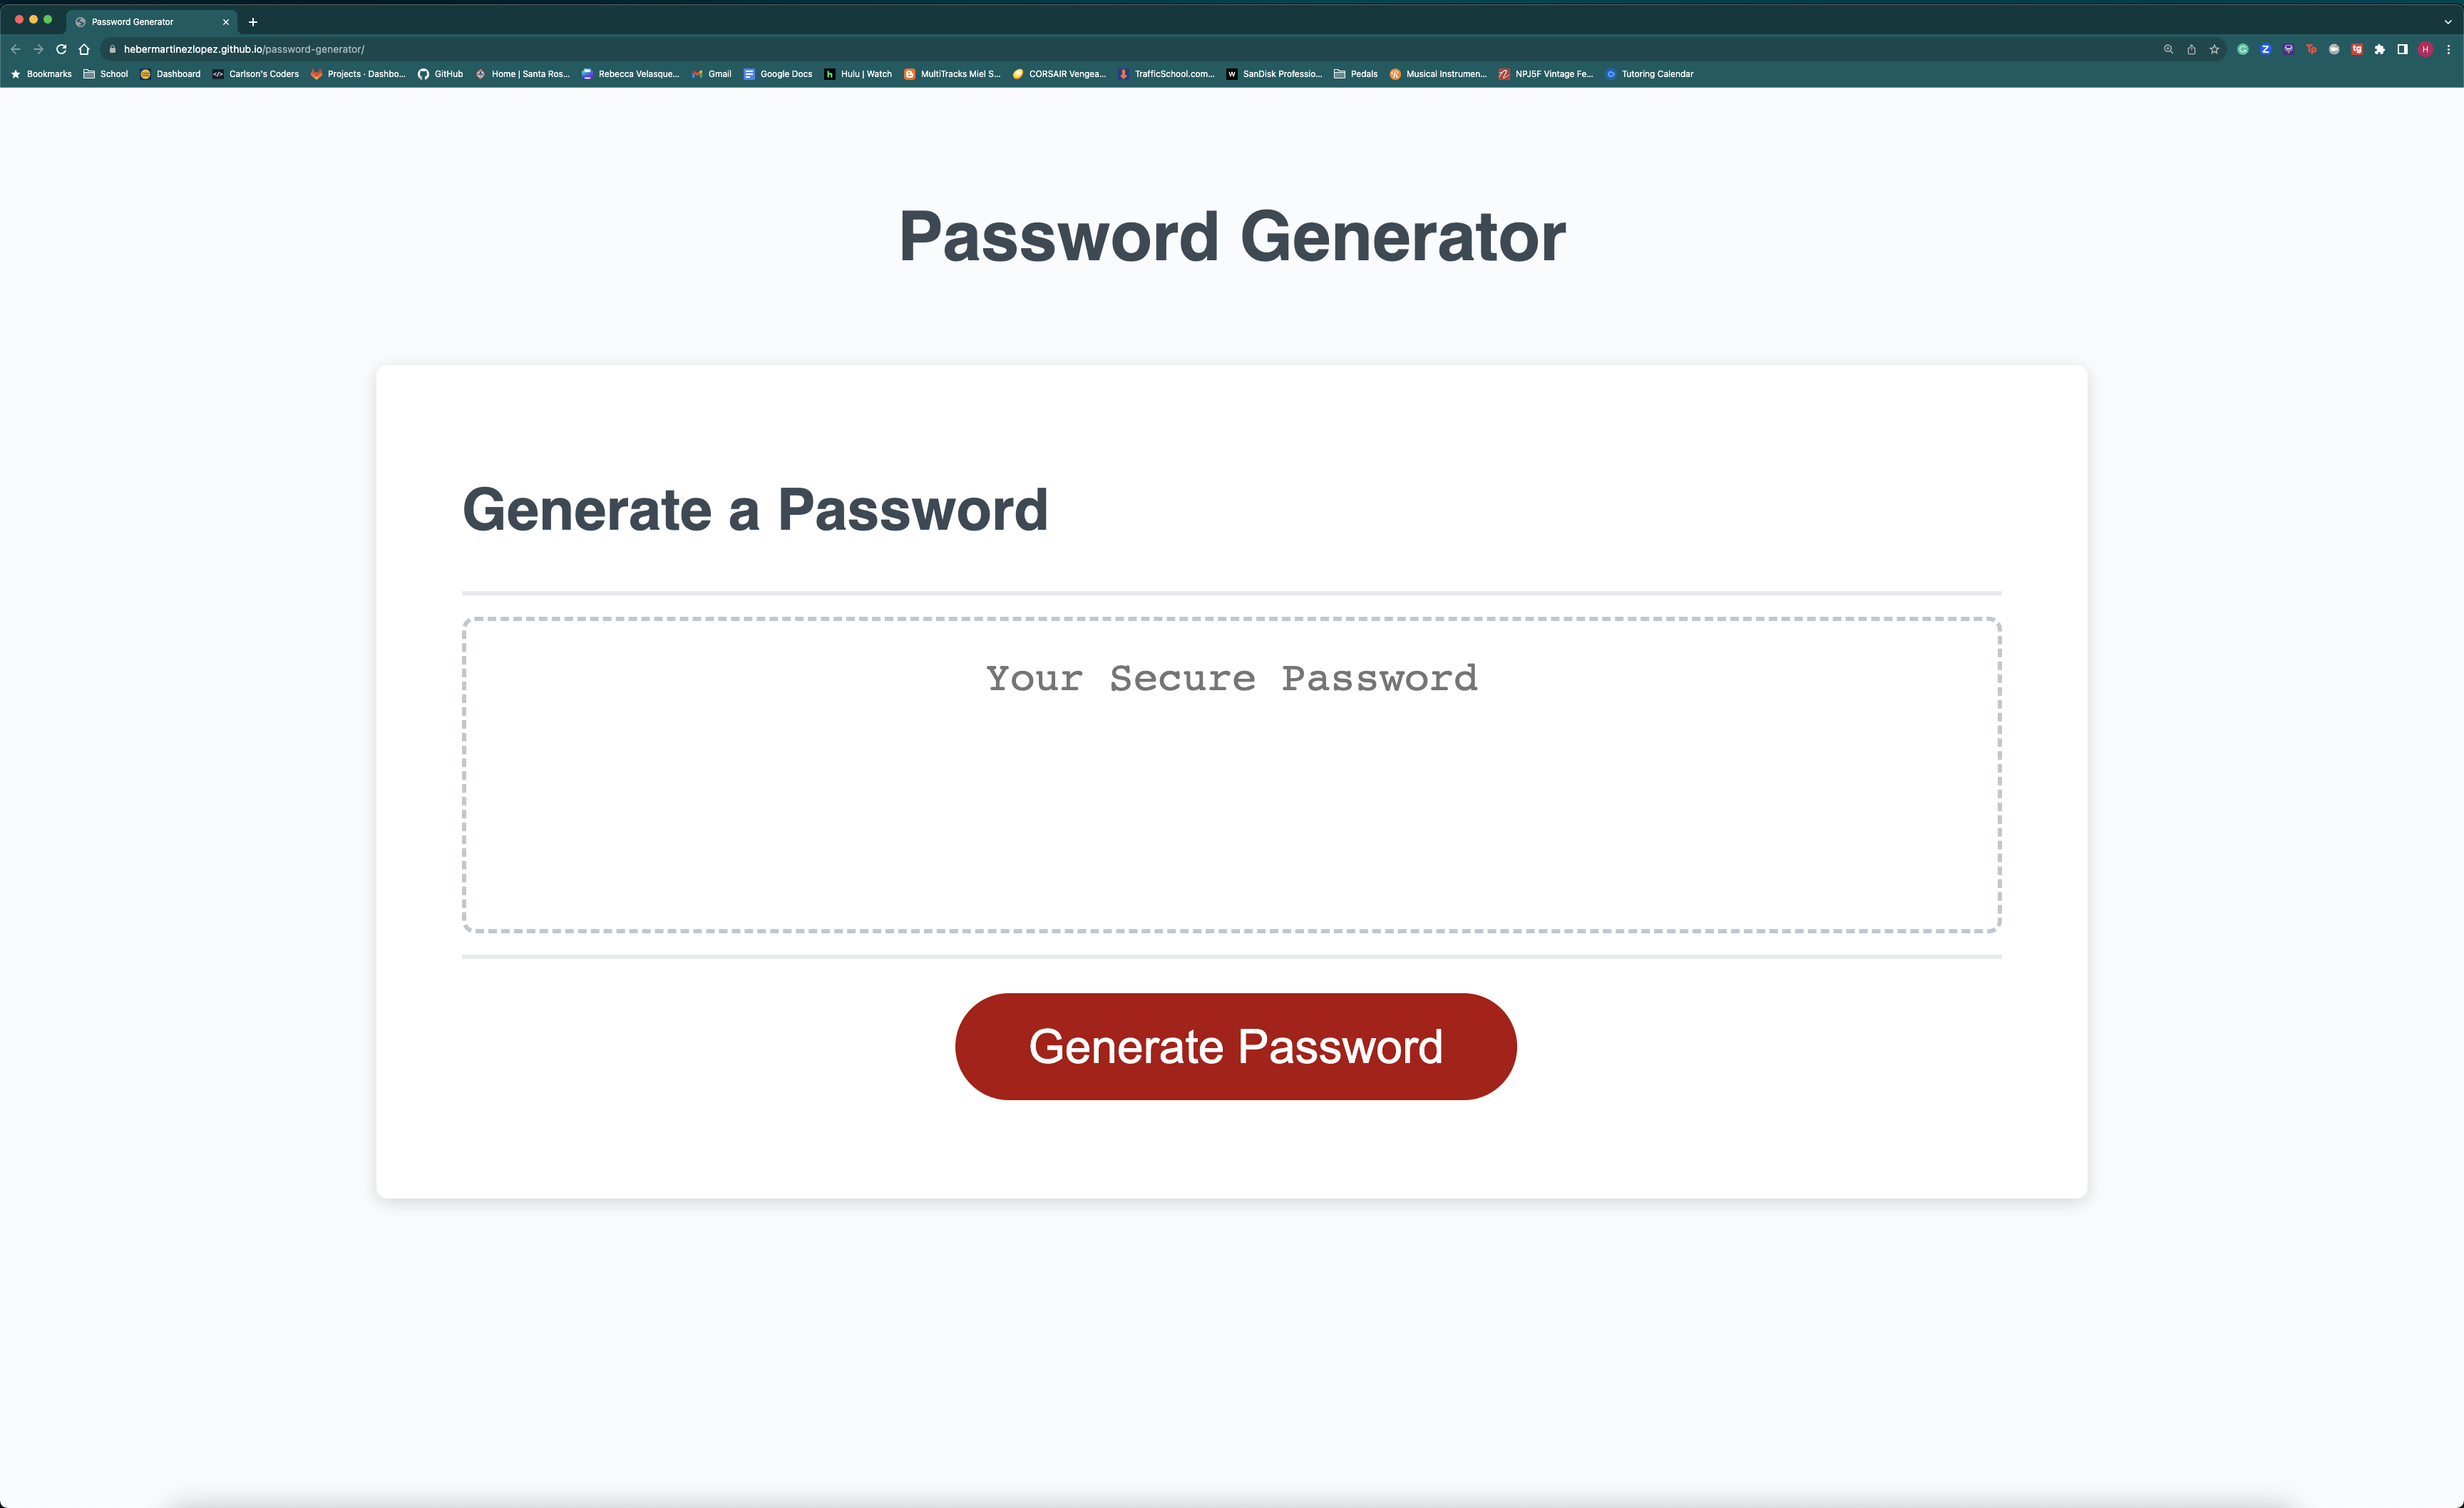 Password Generator
hebermartinezlopez.github.io/password-generator/
Bookmarks School Dashboard Carlson's Coders Projects · Dashbo... GitHub Home | Santa Ros... Rebecca Velasque... Gmail Google Docs Hulu | Watch MultiTracks Miel S... CORSAIR Vengea... TrafficSchool.com... SanDisk Professio... Pedals Musical Instrumen... NPJ5F Vintage Fe... Tutoring Calendar
Password Generator
Generate a Password
Your Secure Password
Generate Password